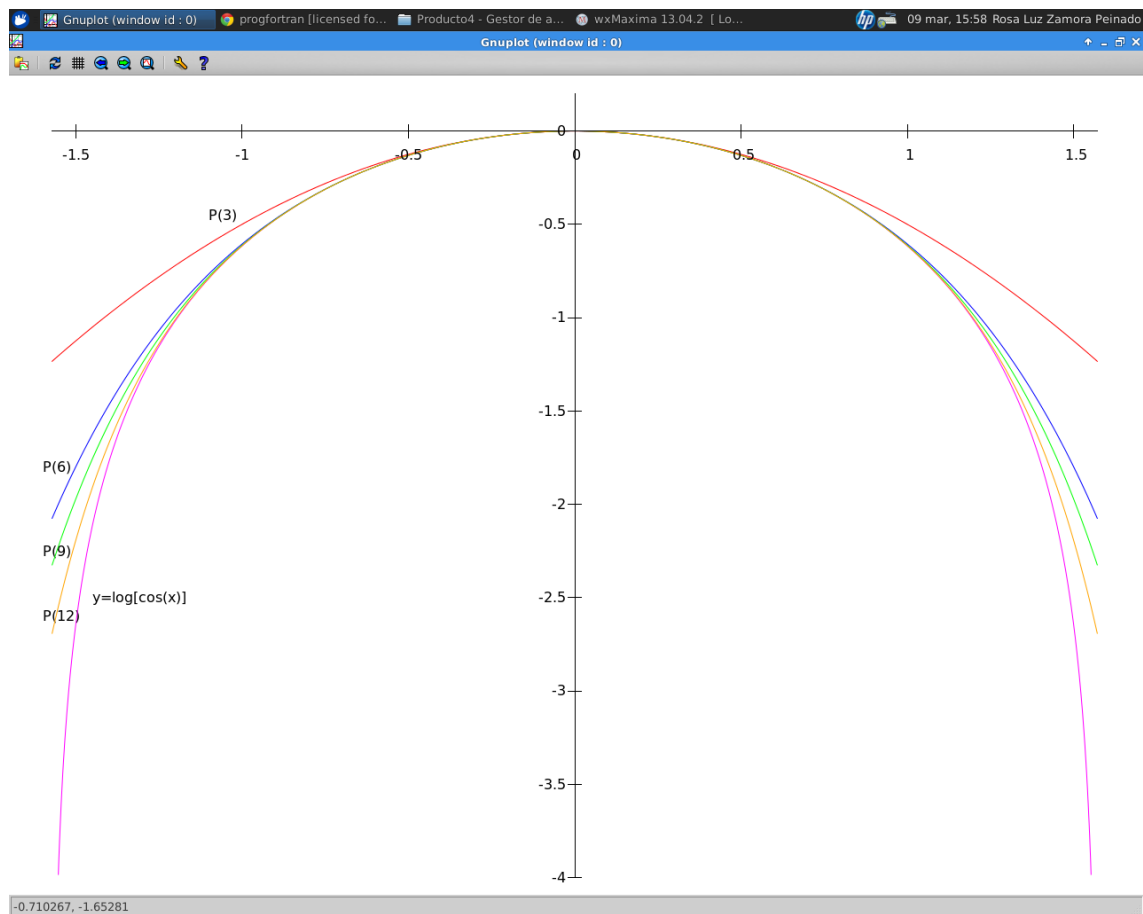 Gnuplot (window id : 0) progfortran [licensed fo... Producto4 - Gestor de a... wxMaxima 13.04.2 [ Lo... hp 09 mar, 15:58 Rosa Luz Zamora Peinado
Gnuplot (window id : 0)
?
0
-1.5 -1 -0.5 0 0.5 1 1.5
P(3)
-0.5
-1
-1.5
P(6)
-2
P(9)
y=log[cos(x)]
-2.5
P(12)
-3
-3.5
-4
-0.710267, -1.65281